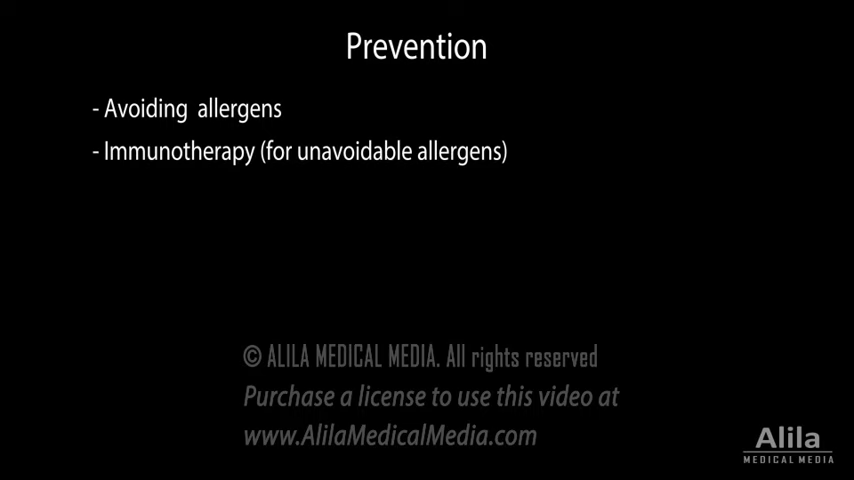 Prevention
- Avoiding allergens
- Immunotherapy (for unavoidable allergens)
© ALILA MEDICAL MEDIA. All rights reserved
Purchase a license to use this video at
www.AlilaMedicalMedia.com
Alila
MEDICAL MEDIA